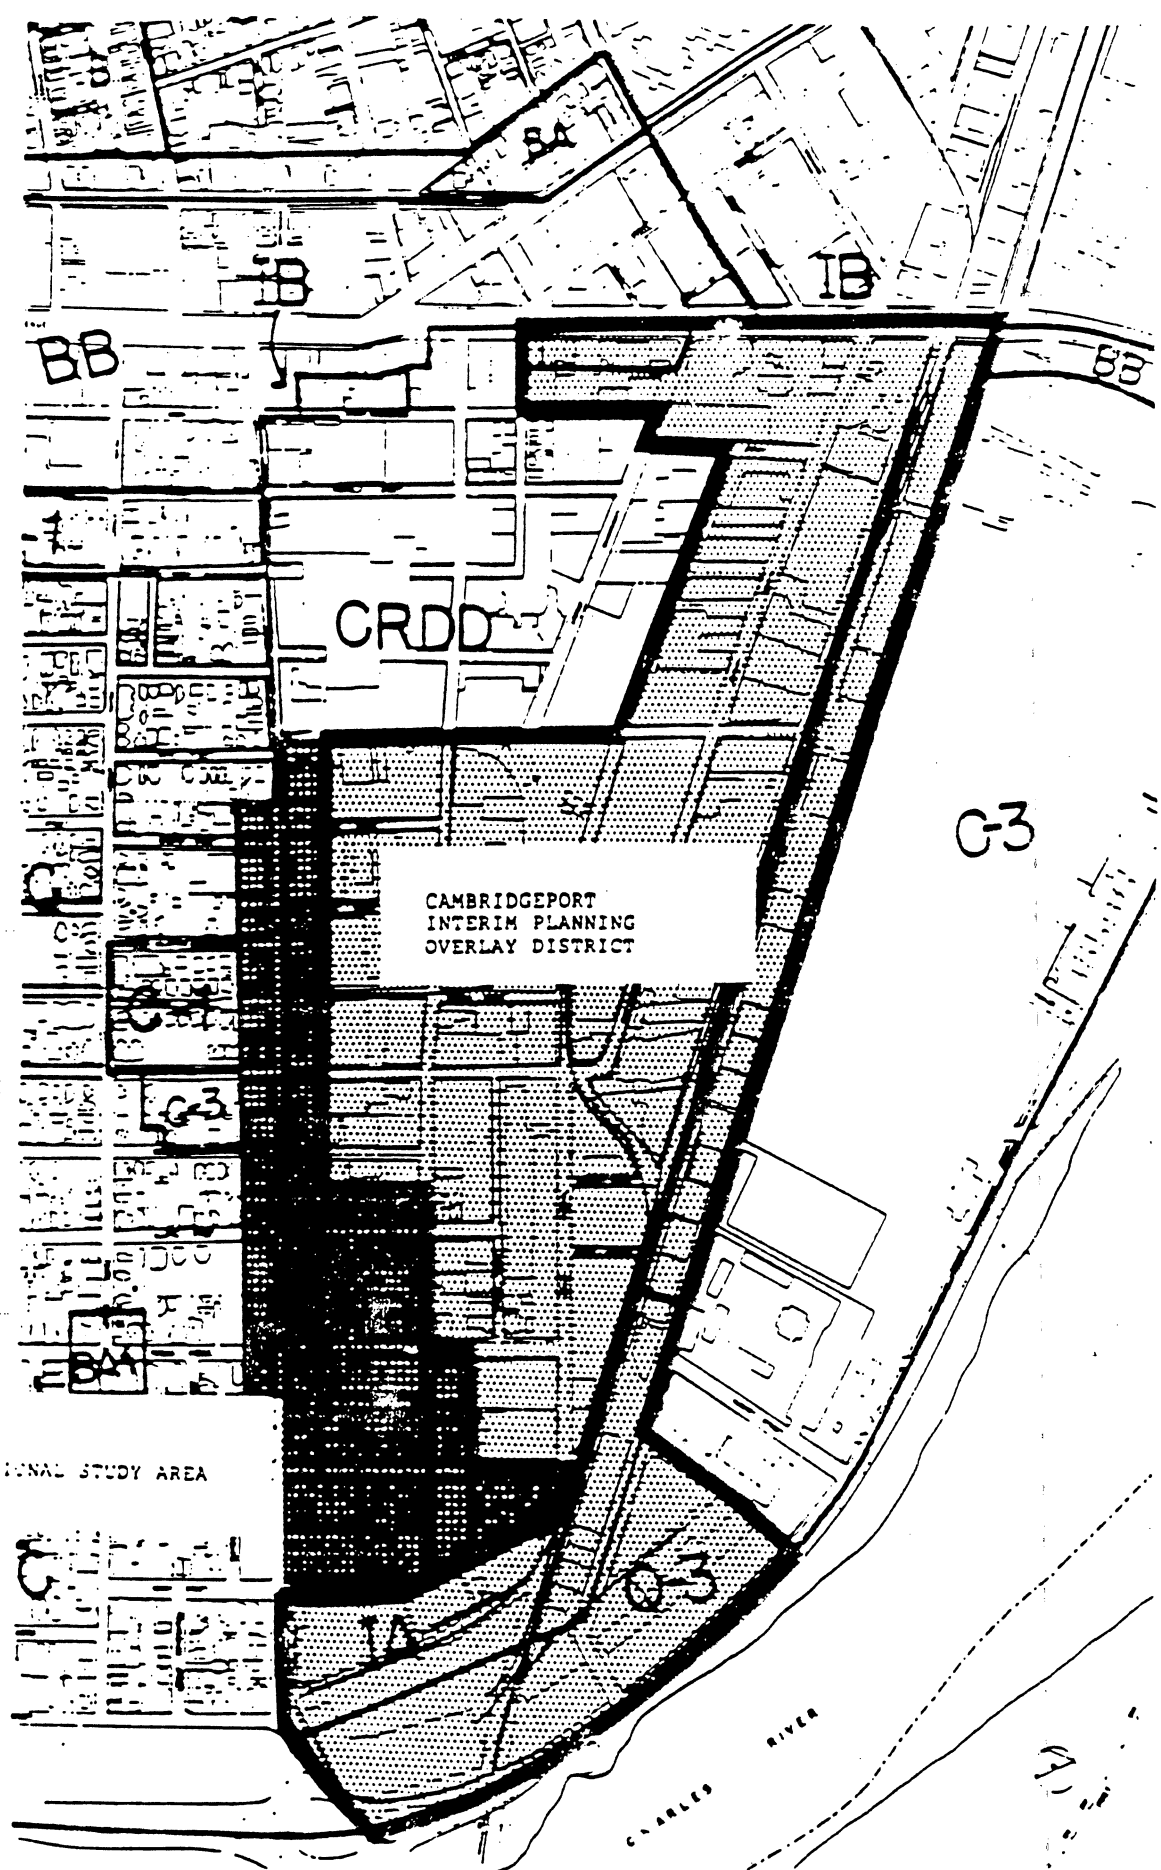 BA
IB
IB
BB
BB
CRDD
C-3
CAMBRIDGEPORT
INTERIM PLANNING
OVERLAY DISTRICT
C
C-3
BA
STUDY AREA
C
IA
RIVER
CHARLES